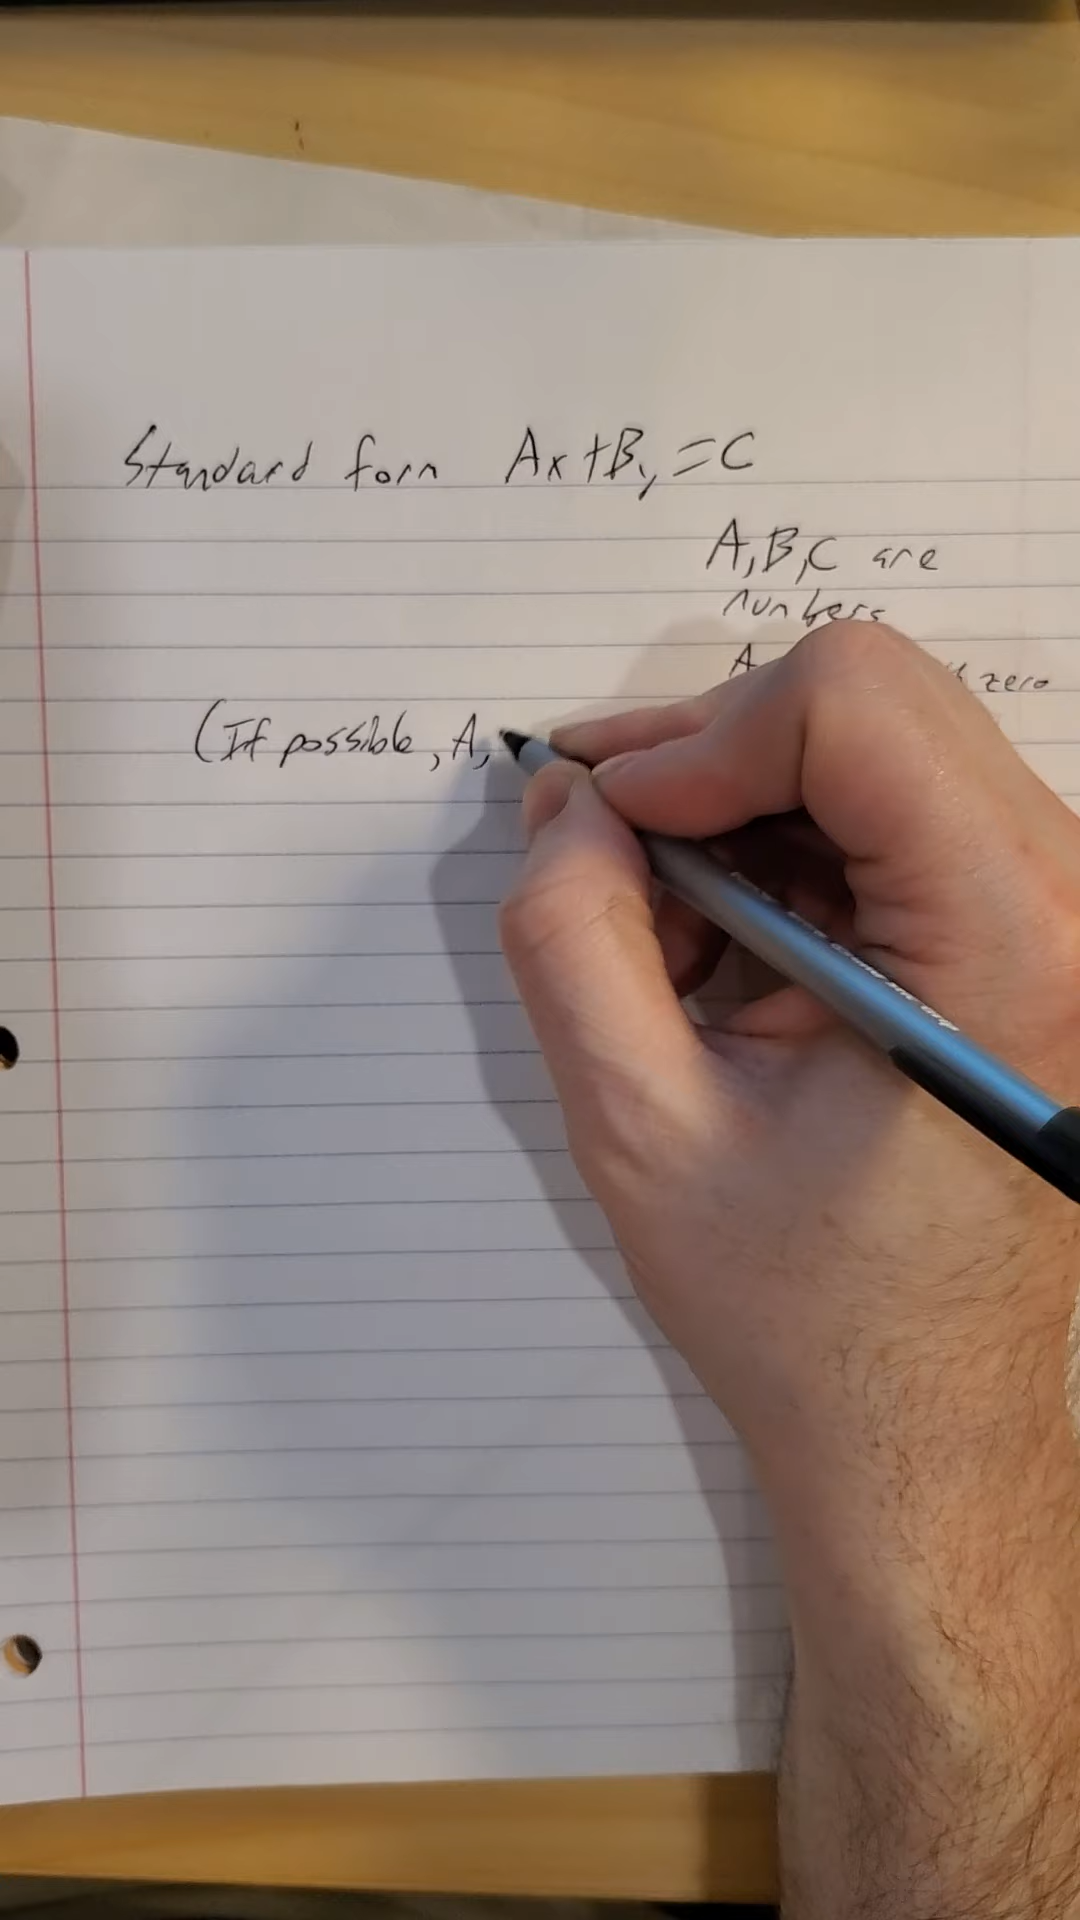 Standard form Ax+By=C
A,B,C are
numbers
A zero
(If possible, A,